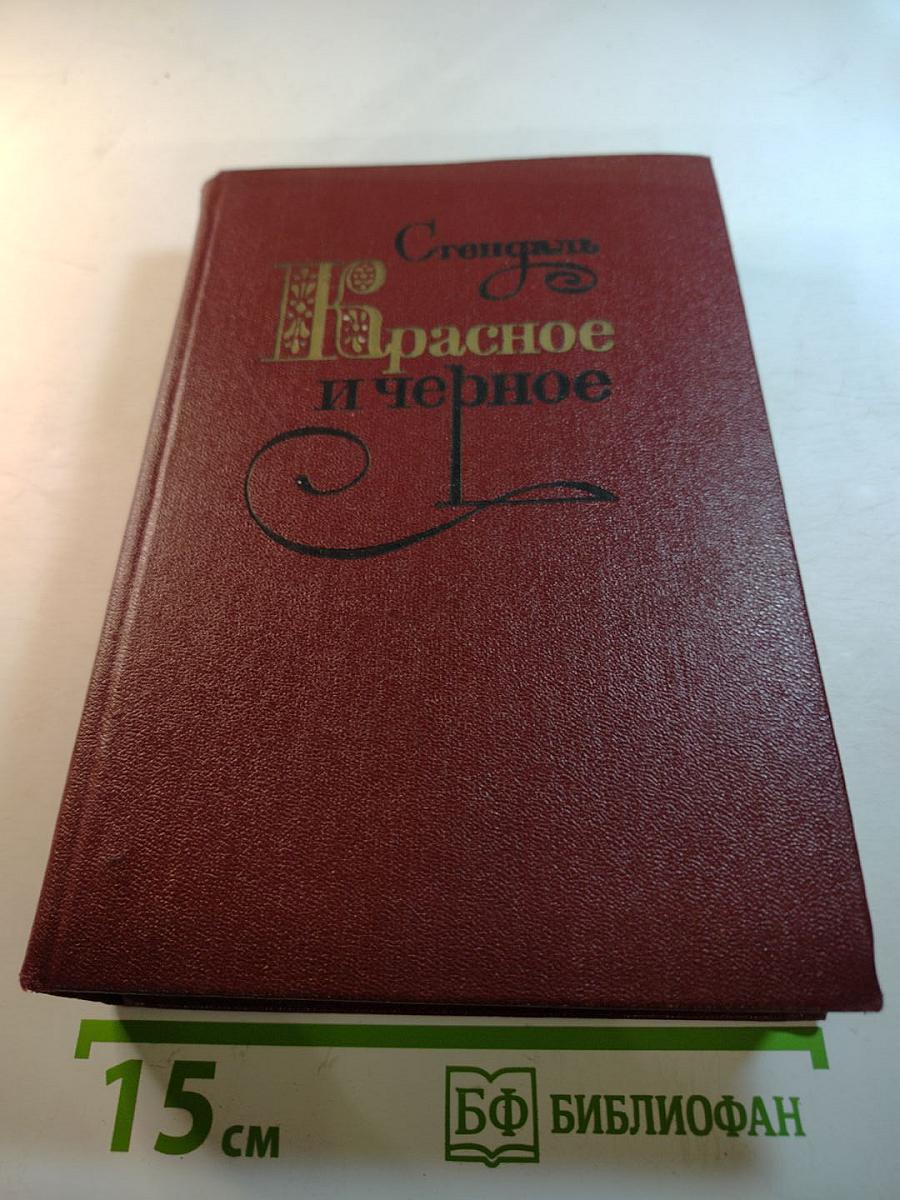 Стендаль
Красное
и черное
15 см
БФ БИБЛИОФАН